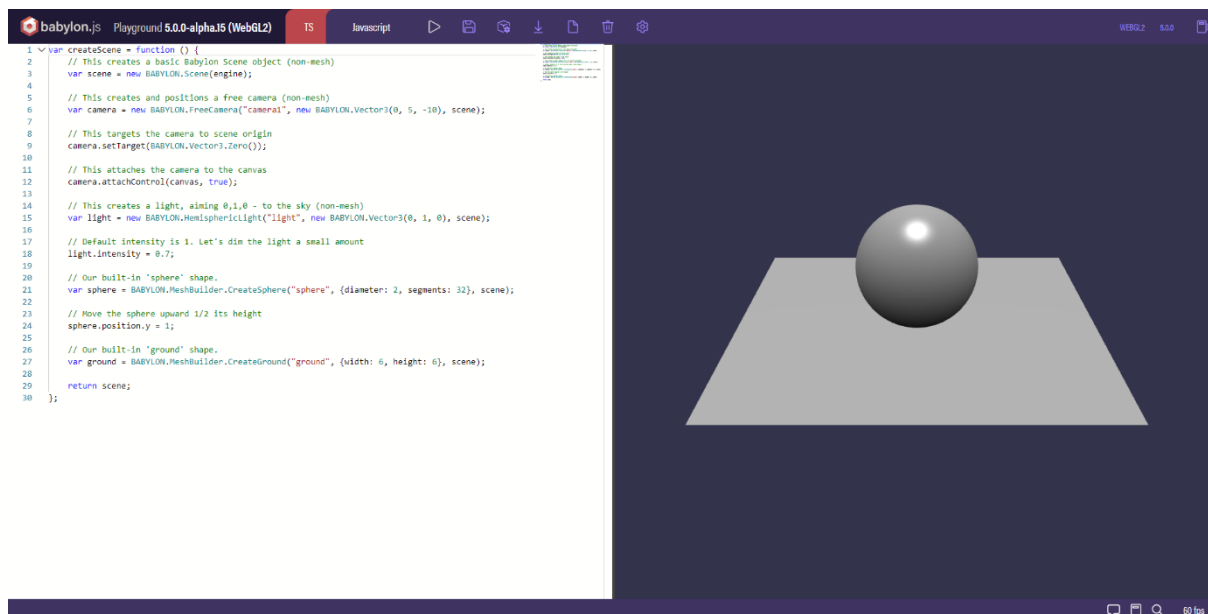 babylon.js Playground 5.0.0-alpha.15 (WebGL2) TS Javascript WEBGL2 5.0.0
1 var createScene = function () {
2 // This creates a basic Babylon Scene object (non-mesh)
3 var scene = new BABYLON.Scene(engine);
4
5 // This creates and positions a free camera (non-mesh)
6 var camera = new BABYLON.FreeCamera("camera1", new BABYLON.Vector3(0, 5, -10), scene);
7
8 // This targets the camera to scene origin
9 camera.setTarget(BABYLON.Vector3.Zero());
10
11 // This attaches the camera to the canvas
12 camera.attachControl(canvas, true);
13
14 // This creates a light, aiming 0,1,0 - to the sky (non-mesh)
15 var light = new BABYLON.HemisphericLight("light", new BABYLON.Vector3(0, 1, 0), scene);
16
17 // Default intensity is 1. Let's dim the light a small amount
18 light.intensity = 0.7;
19
20 // Our built-in 'sphere' shape.
21 var sphere = BABYLON.MeshBuilder.CreateSphere("sphere", {diameter: 2, segments: 32}, scene);
22
23 // Move the sphere upward 1/2 its height
24 sphere.position.y = 1;
25
26 // Our built-in 'ground' shape.
27 var ground = BABYLON.MeshBuilder.CreateGround("ground", {width: 6, height: 6}, scene);
28
29 return scene;
30 };
60 fps